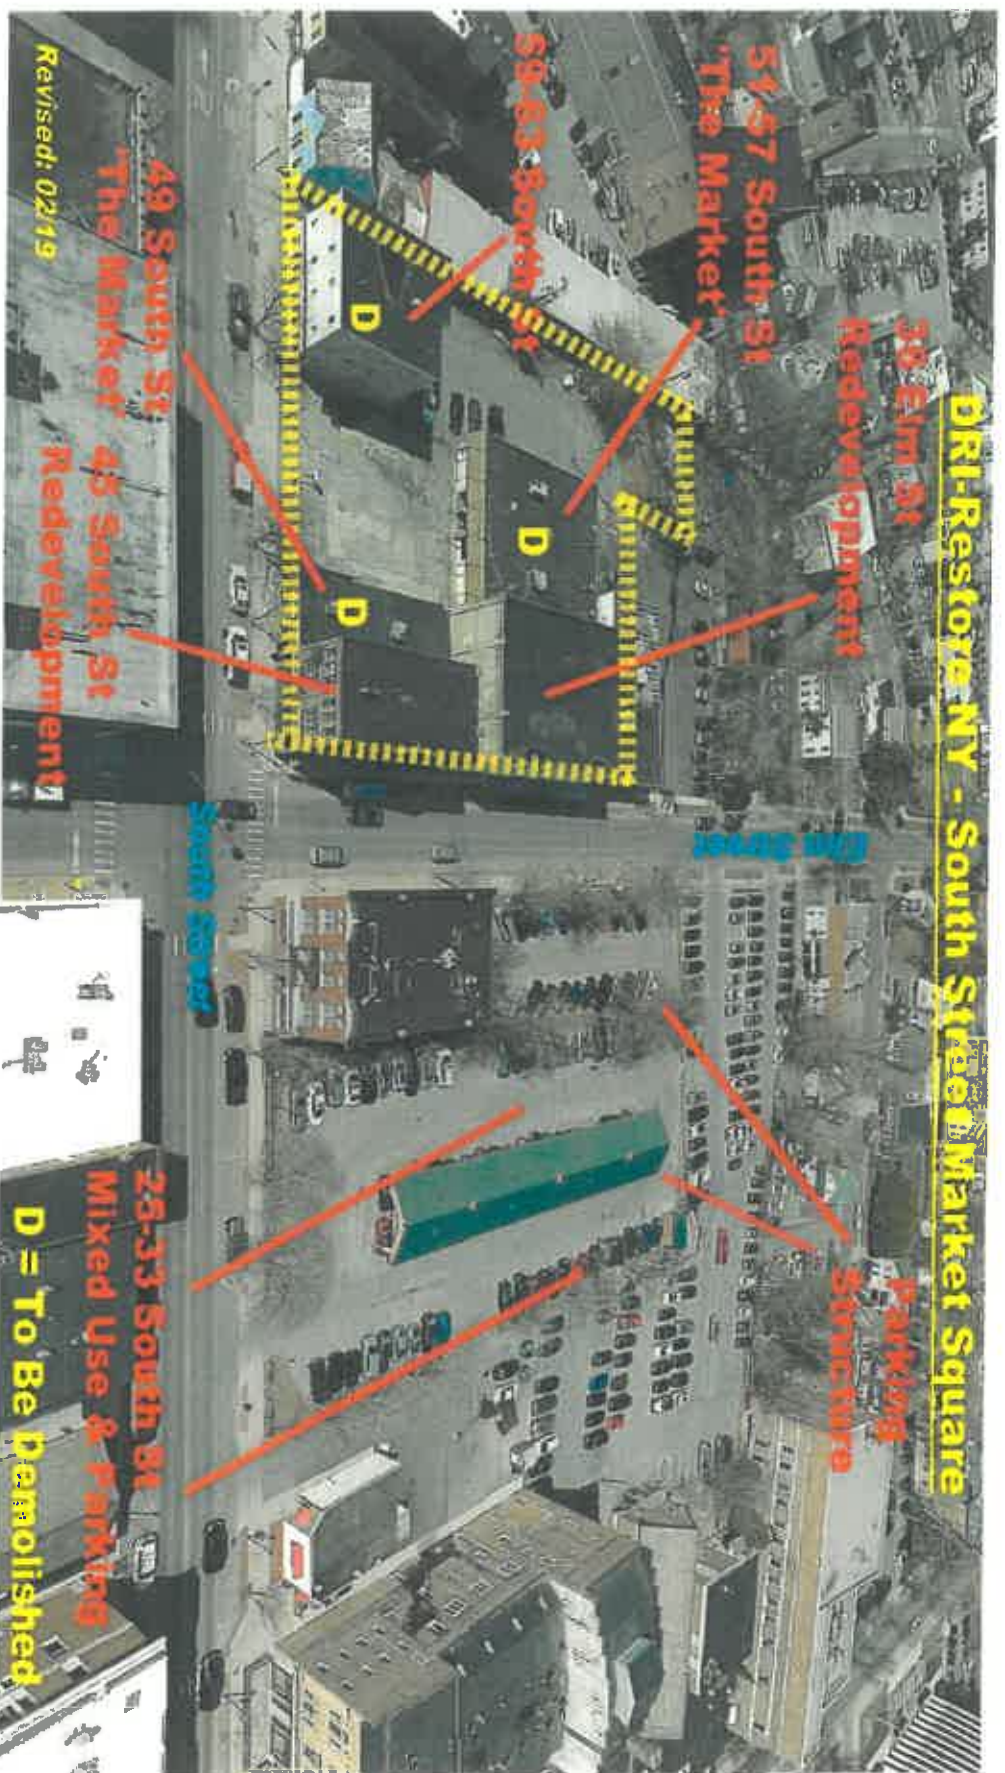 DRI-Restore NY - South Street Market Square
36 Elm St
Redevelopment
51-57 South St
'The Market'
59-63 South St
Parking
Structure
Elm Street
D
D
D
South Street
49 South St
'The Market'
45 South St
Redevelopment
25-33 South St
Mixed Use & Parking
Revised: 02/19
D = To Be Demolished